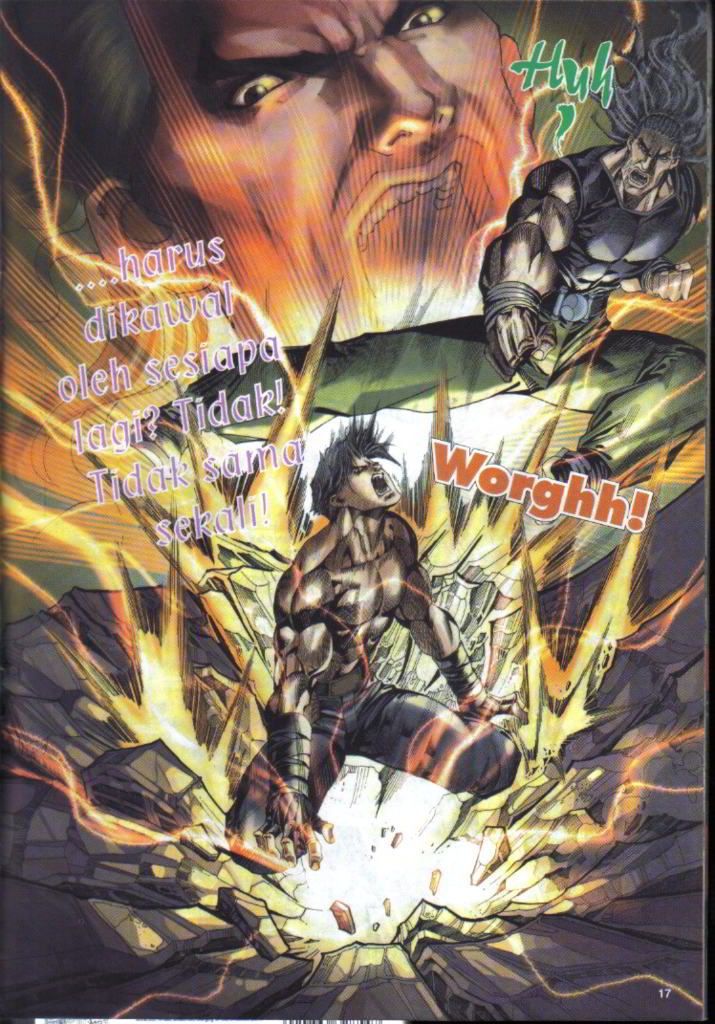 Huh
!
....harus
dikawal
oleh sesiapa
lagi? Tidak!
Tidak sama
sekali!
Worghh!
17